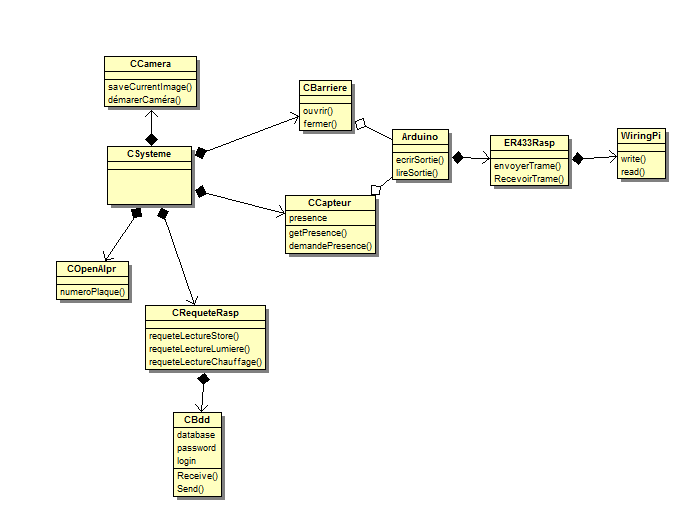 CCamera
saveCurrentImage()
démarerCaméra()
CSysteme
CBarriere
ouvrir()
fermer()
Arduino
ecrirSortie()
lireSortie()
ER433Rasp
envoyerTrame()
RecevoirTrame()
WiringPi
write()
read()
CCapteur
presence
getPresence()
demandePresence()
COpenAlpr
numeroPlaque()
CRequeteRasp
requeteLectureStore()
requeteLectureLumiere()
requeteLectureChauffage()
CBdd
database
password
login
Receive()
Send()